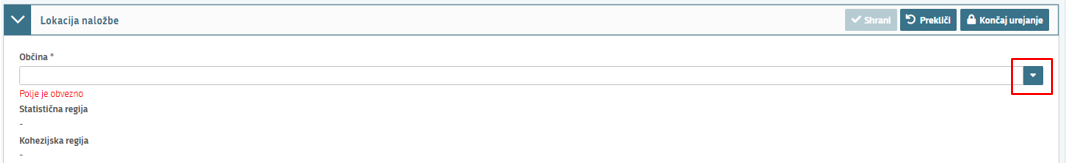 Lokacija naložbe Shrani Prekliči Končaj urejanje
Občina *
Polje je obvezno
Statistična regija
-
Kohezijska regija
-